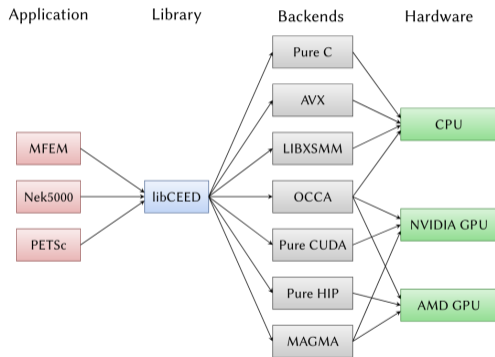 Application
Library
Backends
Hardware
MFEM
Nek5000
PETSc
libCEED
Pure C
AVX
LIBXSMM
OCCA
Pure CUDA
Pure HIP
MAGMA
CPU
NVIDIA GPU
AMD GPU